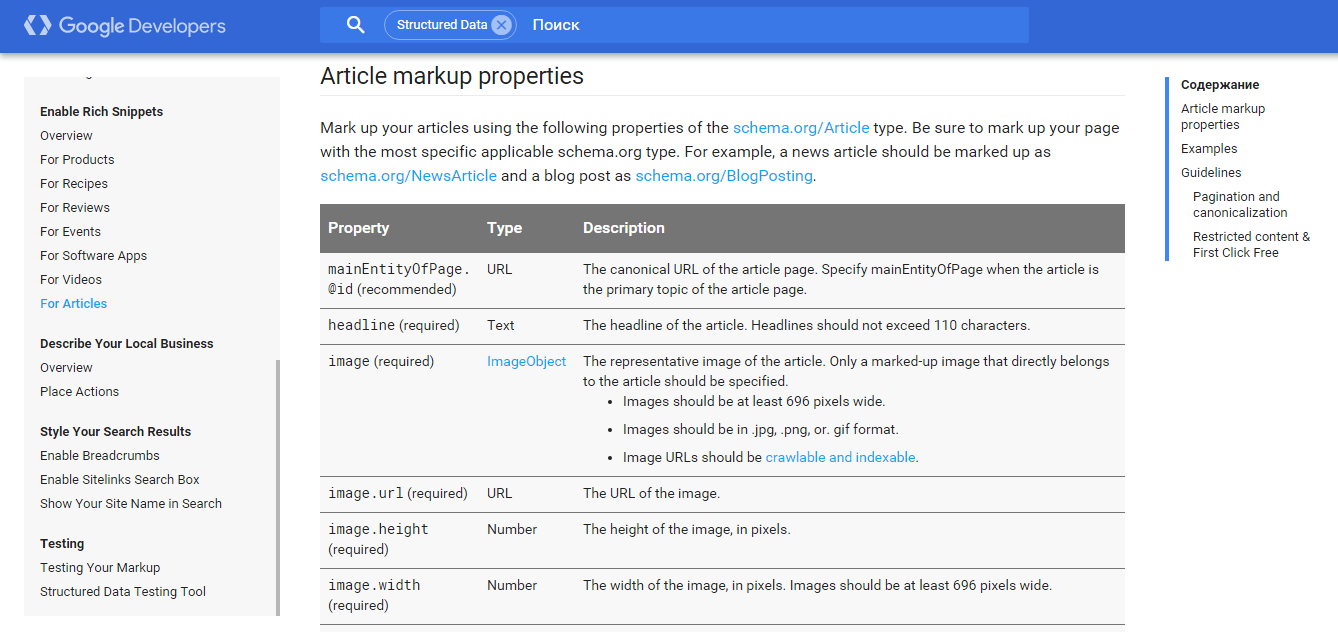 Google Developers
Structured Data
Поиск
Enable Rich Snippets
Overview
For Products
For Recipes
For Reviews
For Events
For Software Apps
For Videos
For Articles
Describe Your Local Business
Overview
Place Actions
Style Your Search Results
Enable Breadcrumbs
Enable Sitelinks Search Box
Show Your Site Name in Search
Testing
Testing Your Markup
Structured Data Testing Tool
Article markup properties
Mark up your articles using the following properties of the schema.org/Article type. Be sure to mark up your page
with the most specific applicable schema.org type. For example, a news article should be marked up as
schema.org/NewsArticle and a blog post as schema.org/BlogPosting.
Property Type Description
mainEntityOfPage. URL The canonical URL of the article page. Specify mainEntityOfPage when the article is
@id (recommended) the primary topic of the article page.
headline (required) Text The headline of the article. Headlines should not exceed 110 characters.
image (required) ImageObject The representative image of the article. Only a marked-up image that directly belongs
to the article should be specified.
• Images should be at least 696 pixels wide.
• Images should be in .jpg, .png, or. gif format.
• Image URLs should be crawlable and indexable.
image.url (required) URL The URL of the image.
image.height Number The height of the image, in pixels.
(required)
image.width Number The width of the image, in pixels. Images should be at least 696 pixels wide.
(required)
Содержание
Article markup
properties
Examples
Guidelines
Pagination and
canonicalization
Restricted content &
First Click Free